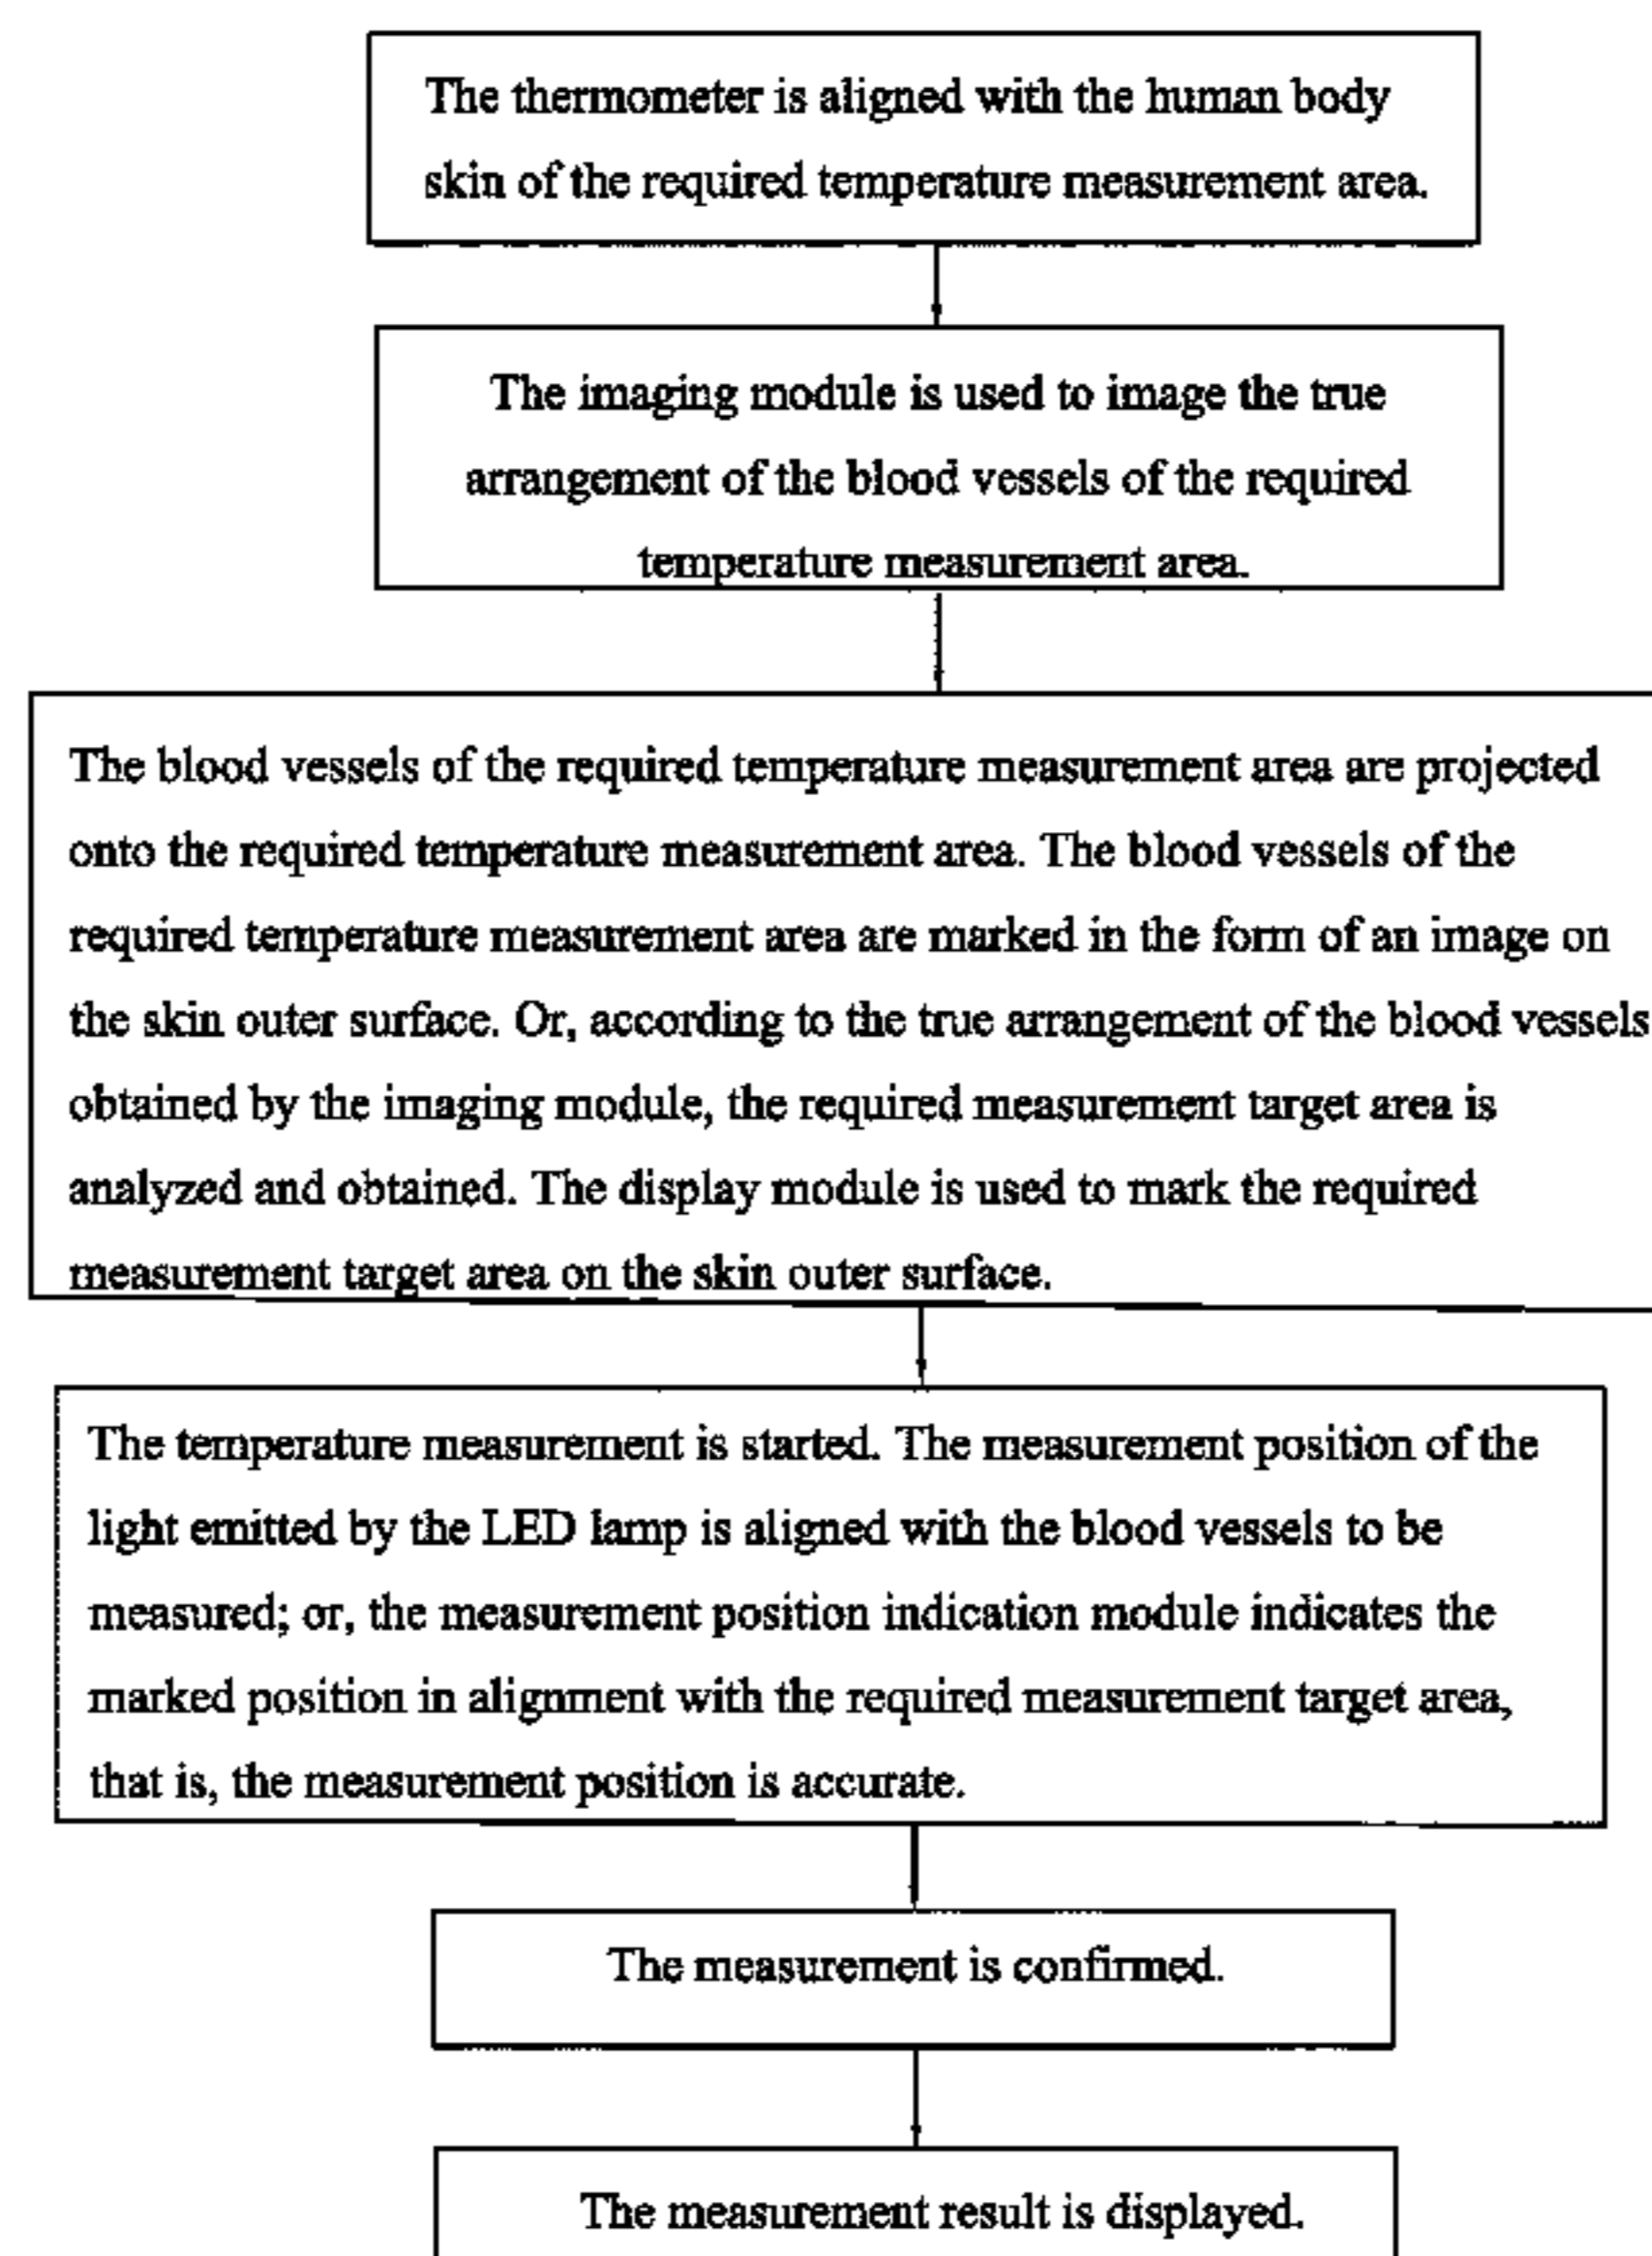 The thermometer is aligned with the human body
skin of the required temperature measurement area.
The imaging module is used to image the true
arrangement of the blood vessels of the required
temperature measurement area.
The blood vessels of the required temperature measurement area are projected
onto the required temperature measurement area. The blood vessels of the
required temperature measurement area are marked in the form of an image on
the skin outer surface. Or, according to the true arrangement of the blood vessels
obtained by the imaging module, the required measurement target area is
analyzed and obtained. The display module is used to mark the required
measurement target area on the skin outer surface.
The temperature measurement is started. The measurement position of the
light emitted by the LED lamp is aligned with the blood vessels to be
measured; or, the measurement position indication module indicates the
marked position in alignment with the required measurement target area,
that is, the measurement position is accurate.
The measurement is confirmed.
The measurement result is displayed.